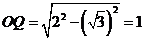 OQ = √(2² − (√3)²) = 1